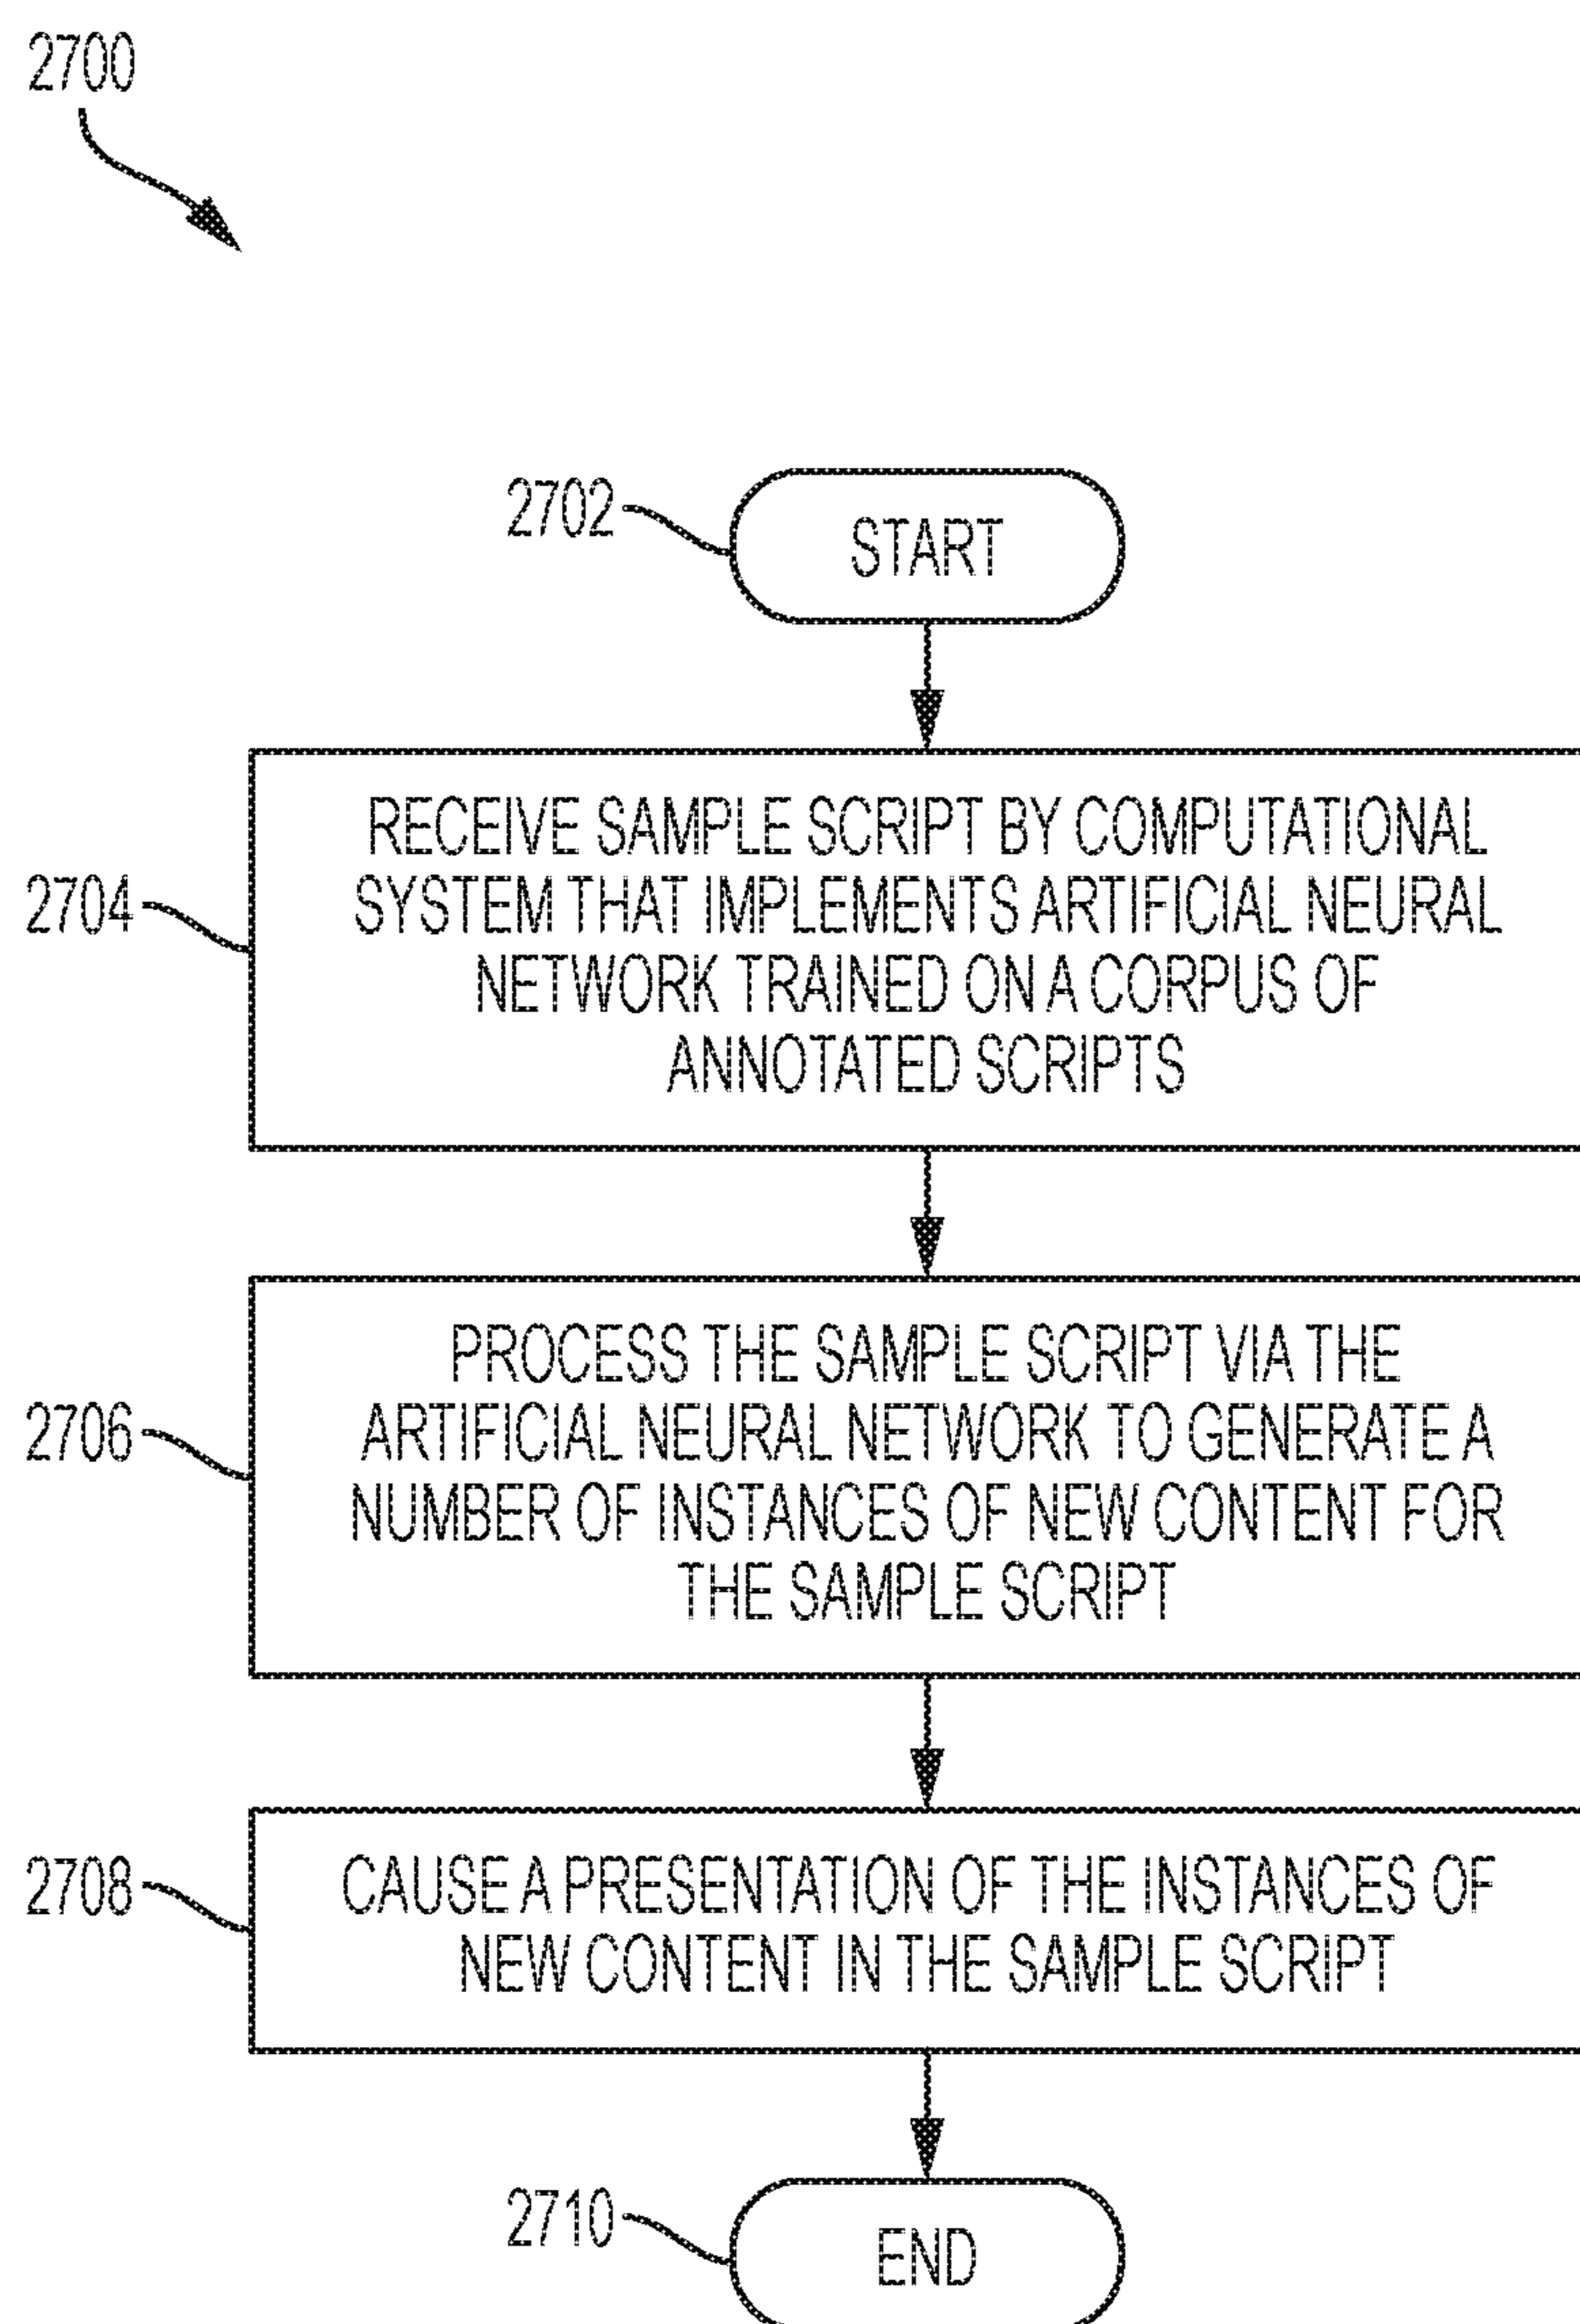 2700
2702
START
2704
RECEIVE SAMPLE SCRIPT BY COMPUTATIONAL
SYSTEM THAT IMPLEMENTS ARTIFICIAL NEURAL
NETWORK TRAINED ON A CORPUS OF
ANNOTATED SCRIPTS
2706
PROCESS THE SAMPLE SCRIPT VIA THE
ARTIFICIAL NEURAL NETWORK TO GENERATE A
NUMBER OF INSTANCES OF NEW CONTENT FOR
THE SAMPLE SCRIPT
2708
CAUSE A PRESENTATION OF THE INSTANCES OF
NEW CONTENT IN THE SAMPLE SCRIPT
2710
END